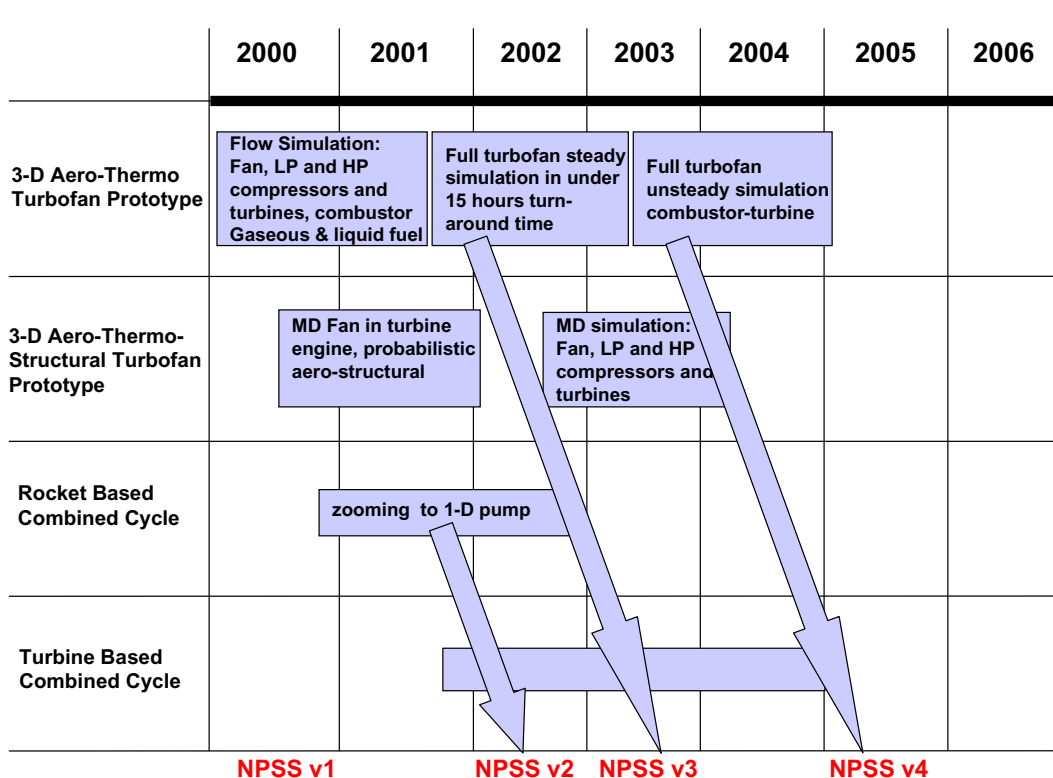 2000 2001 2002 2003 2004 2005 2006
3-D Aero-Thermo
Turbofan Prototype
Flow Simulation:
Fan, LP and HP
compressors and
turbines, combustor
Gaseous & liquid fuel
Full turbofan steady
simulation in under
15 hours turn-
around time
Full turbofan
unsteady simulation
combustor-turbine
3-D Aero-Thermo-
Structural Turbofan
Prototype
MD Fan in turbine
engine, probabilistic
aero-structural
MD simulation:
Fan, LP and HP
compressors and
turbines
Rocket Based
Combined Cycle
zooming to 1-D pump
Turbine Based
Combined Cycle
NPSS v1 NPSS v2 NPSS v3 NPSS v4